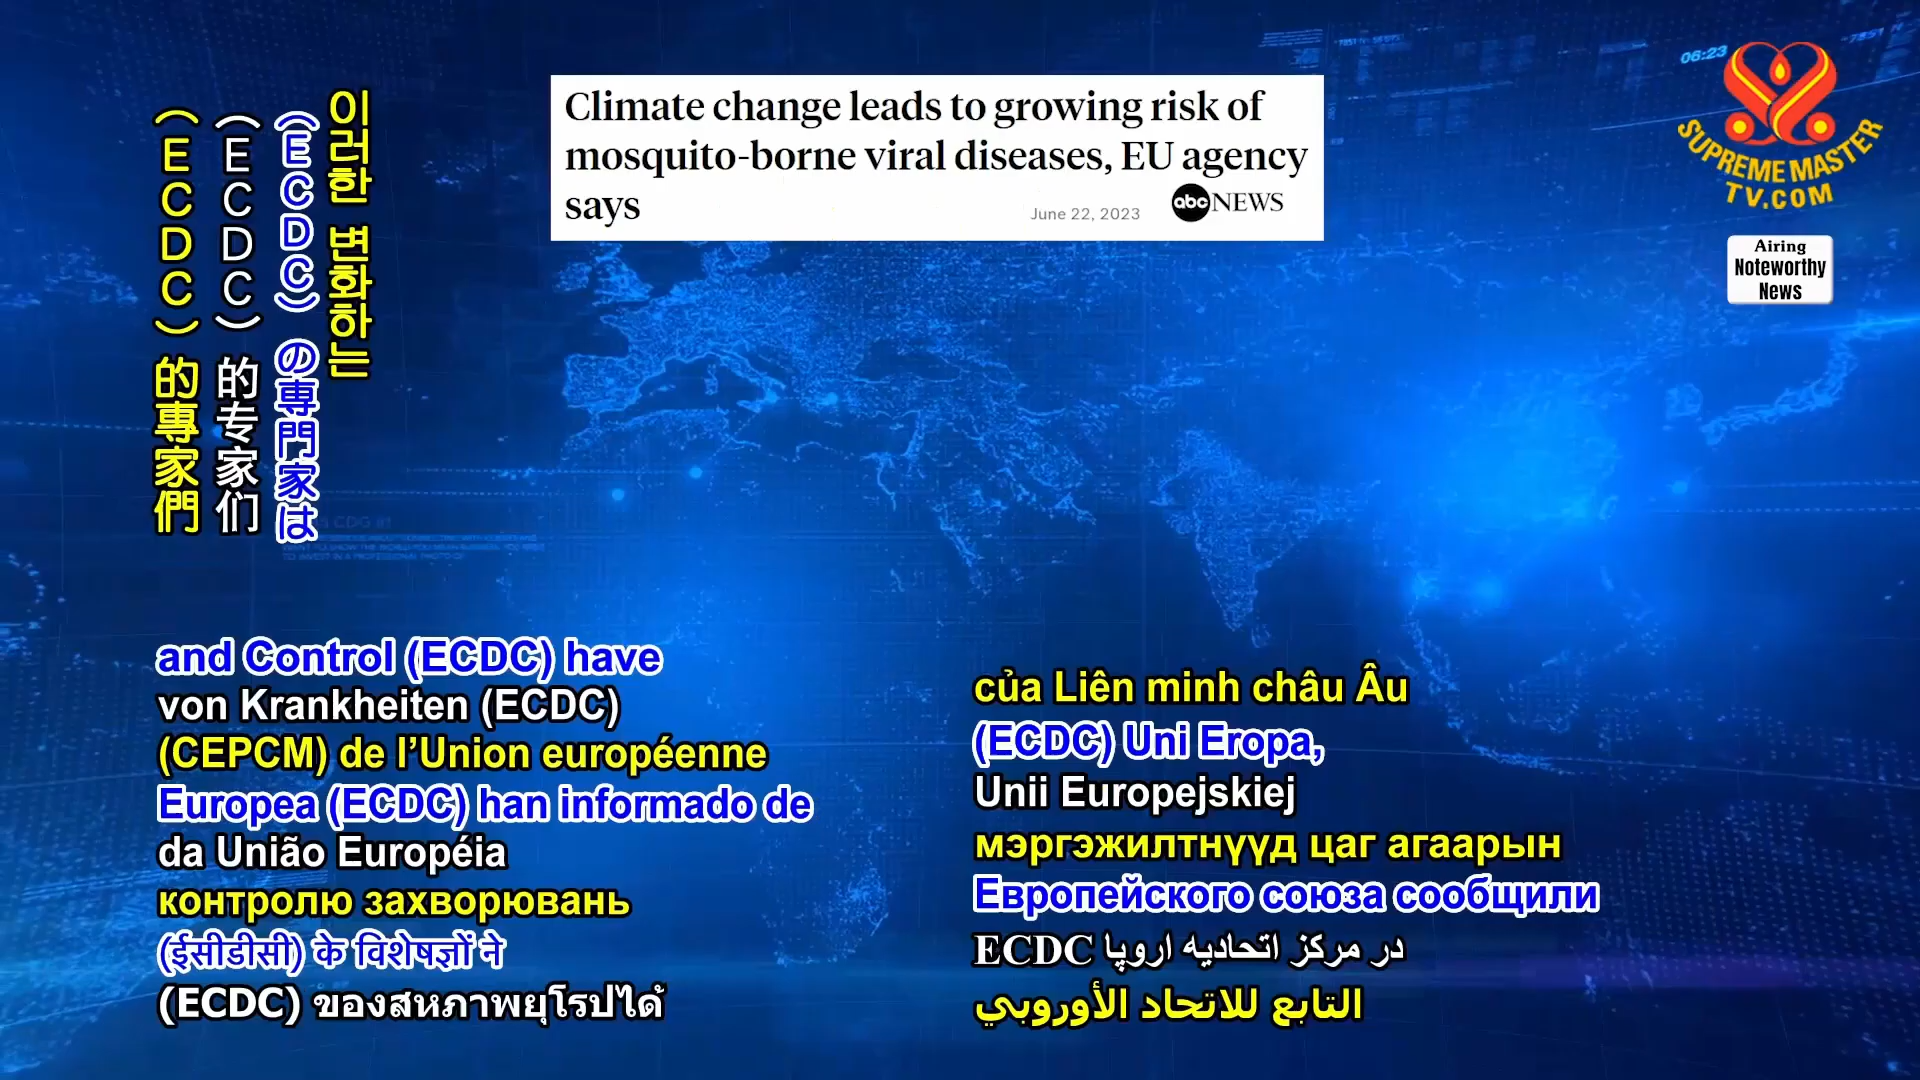 Climate change leads to growing risk of
mosquito-borne viral diseases, EU agency
says
June 22, 2023
abc NEWS
06:23
SUPREME MASTER
TV.COM
Airing
Noteworthy
News
이러한 변화하는
(ECDC)の専門家は
(ECDC)的专家们
(ECDC)的專家們
and Control (ECDC) have
von Krankheiten (ECDC)
(CEPCM) de l’Union européenne
Europea (ECDC) han informado de
da União Européia
контролю захворювань
(ईसीडीसी) के विशेषज्ञों ने
(ECDC) ของสหภาพยุโรปได้
của Liên minh châu Âu
(ECDC) Uni Eropa,
Unii Europejskiej
мэргэжилтнүүд цаг агаарын
Европейского союза сообщили
در مرکز اتحادیه اروپا ECDC
التابع للاتحاد الأوروبي